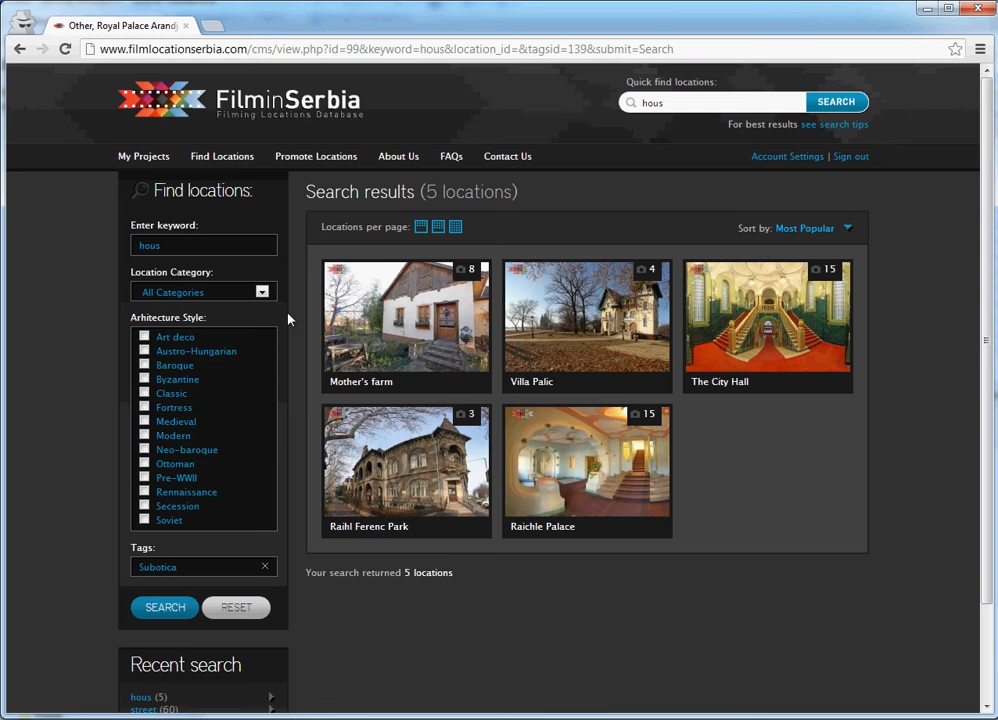 Other, Royal Palace Arandj
www.filmlocationserbia.com/cms/view.php?id=99&keyword=hous&location_id=&tagsid=139&submit=Search
FilminSerbia
Filming Locations Database
Quick find locations:
hous
SEARCH
For best results see search tips
My Projects
Find Locations
Promote Locations
About Us
FAQs
Contact Us
Account Settings | Sign out
Find locations:
Enter keyword:
hous
Location Category:
All Categories
Arhitecture Style:
Art deco
Austro-Hungarian
Baroque
Byzantine
Classic
Fortress
Medieval
Modern
Neo-baroque
Ottoman
Pre-WWII
Rennaissance
Secession
Soviet
Tags:
Subotica
SEARCH
RESET
Recent search
hous (5)
street (60)
Search results (5 locations)
Locations per page:
Sort by: Most Popular
8
Mother's farm
4
Villa Palic
15
The City Hall
3
Raihl Ferenc Park
15
Raichle Palace
Your search returned 5 locations